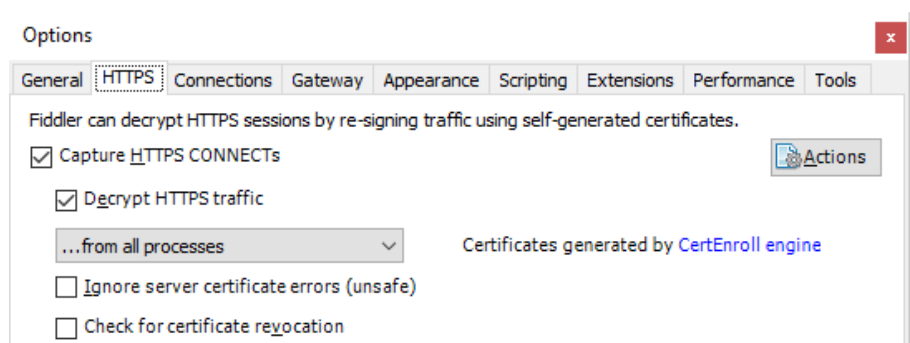 Options
x
General HTTPS Connections Gateway Appearance Scripting Extensions Performance Tools
Fiddler can decrypt HTTPS sessions by re-signing traffic using self-generated certificates.
Capture HTTPS CONNECTs
Actions
Decrypt HTTPS traffic
...from all processes
Certificates generated by CertEnroll engine
Ignore server certificate errors (unsafe)
Check for certificate revocation